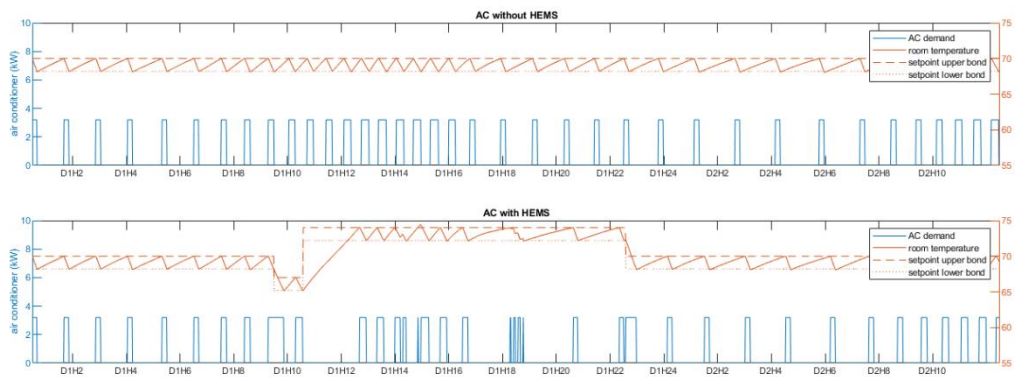 AC without HEMS
10
8
6
4
2
0
air conditioner (kW)
75
70
65
60
55
AC demand
room temperature
setpoint upper bond
setpoint lower bond
D1H2 D1H4 D1H6 D1H8 D1H10 D1H12 D1H14 D1H16 D1H18 D1H20 D1H22 D2H2 D2H4 D2H6 D2H8 D2H10
AC with HEMS
10
8
6
4
2
0
air conditioner (kW)
75
70
65
60
55
AC demand
room temperature
setpoint upper bond
setpoint lower bond
D1H2 D1H4 D1H6 D1H8 D1H10 D1H12 D1H14 D1H16 D1H18 D1H20 D1H22 D2H2 D2H4 D2H6 D2H8 D2H10